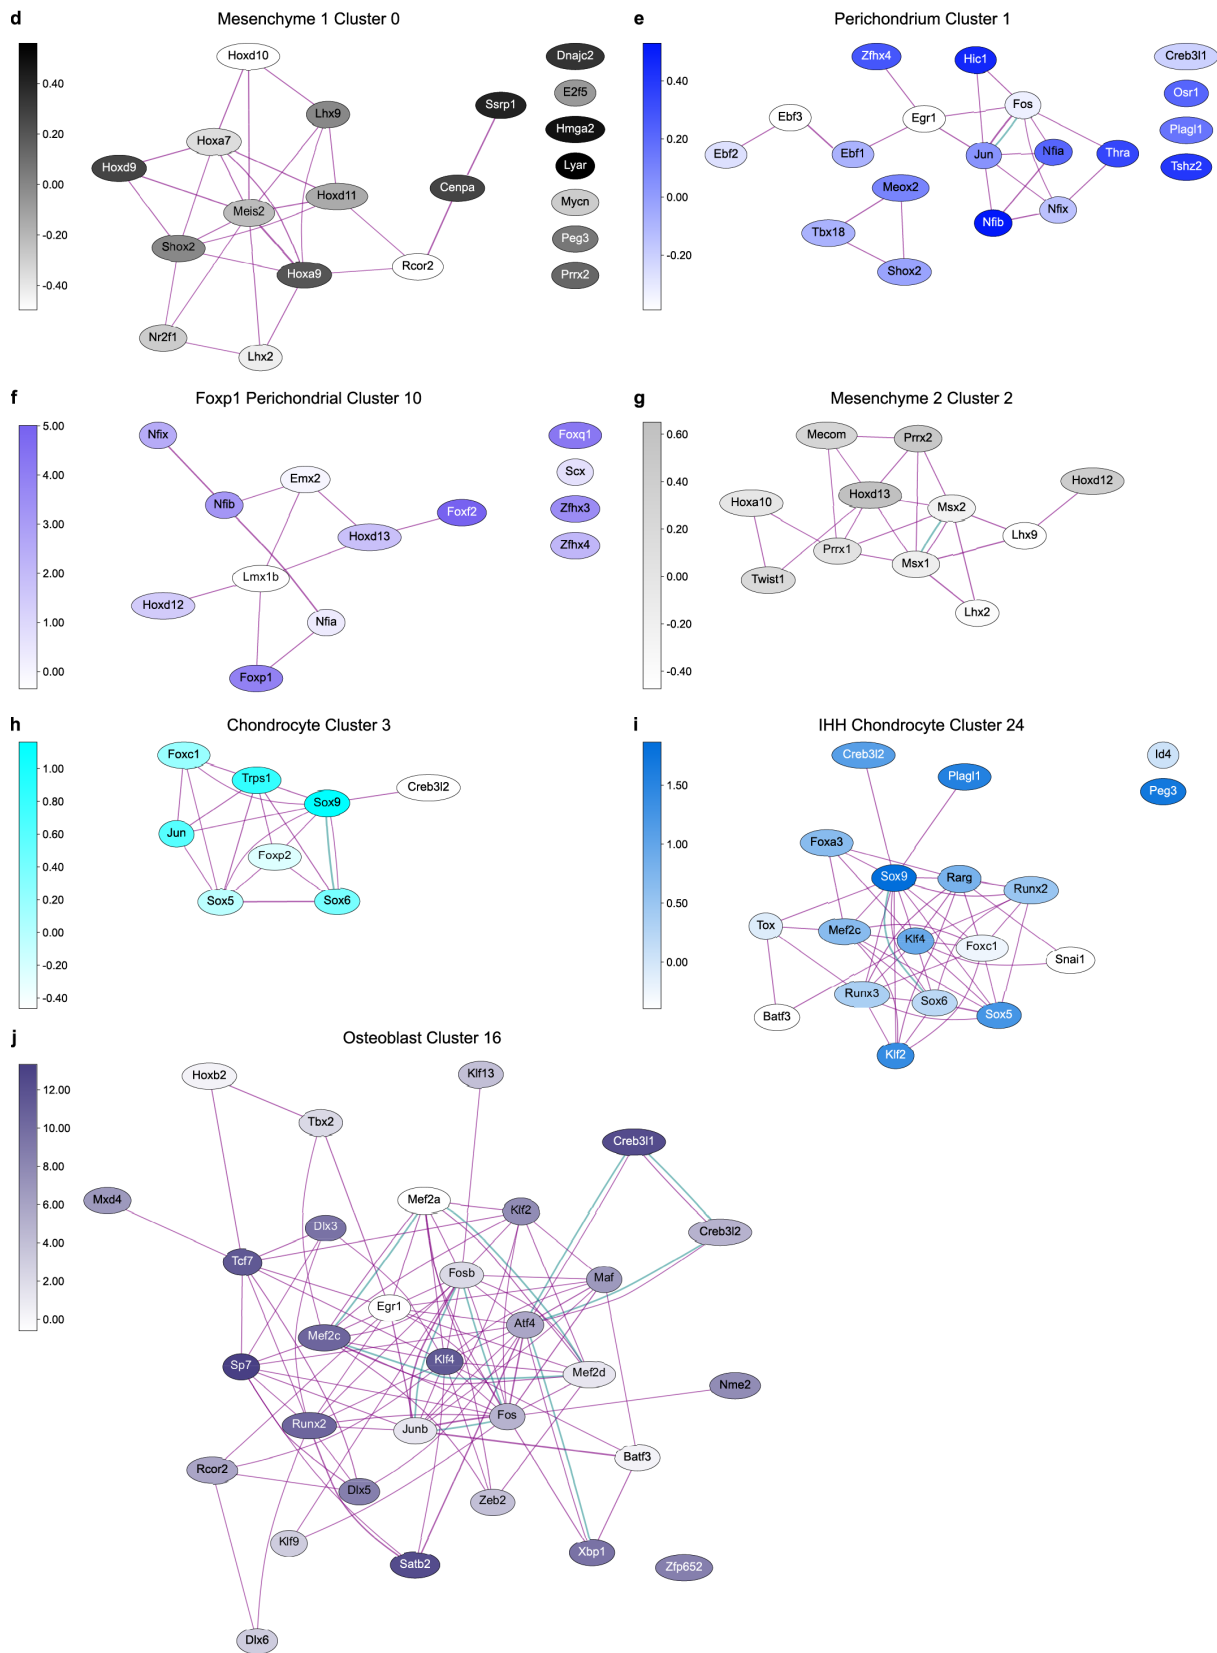 d
Mesenchyme 1 Cluster 0
0.40
0.20
0.00
-0.20
-0.40
Hoxd10
Lhx9
Hoxa7
Hoxd9
Hoxd11
Meis2
Shox2
Hoxa9
Rcor2
Nr2f1
Lhx2
Ssrp1
Cenpa
Dnajc2
E2f5
Hmga2
Lyar
Mycn
Peg3
Prrx2
e
Perichondrium Cluster 1
0.40
0.20
0.00
-0.20
Zfhx4
Hic1
Fos
Ebf3
Egr1
Ebf2
Ebf1
Jun
Nfia
Thra
Meox2
Tbx18
Nfib
Nfix
Shox2
Creb3l1
Osr1
Plagl1
Tshz2
f
Foxp1 Perichondrial Cluster 10
5.00
4.00
3.00
2.00
1.00
0.00
Nfix
Emx2
Nfib
Foxf2
Hoxd13
Lmx1b
Hoxd12
Nfia
Foxp1
Foxq1
Scx
Zfhx3
Zfhx4
g
Mesenchyme 2 Cluster 2
0.60
0.40
0.20
0.00
-0.20
-0.40
Mecom
Prrx2
Hoxd12
Hoxa10
Hoxd13
Msx2
Lhx9
Prrx1
Msx1
Twist1
Lhx2
h
Chondrocyte Cluster 3
1.00
0.80
0.60
0.40
0.20
0.00
-0.20
-0.40
Foxc1
Trps1
Creb3l2
Sox9
Jun
Foxp2
Sox5
Sox6
i
IHH Chondrocyte Cluster 24
1.50
1.00
0.50
0.00
Creb3l2
Plagl1
Foxa3
Sox9
Rarg
Runx2
Tox
Mef2c
Klf4
Foxc1
Snai1
Runx3
Sox6
Batf3
Sox5
Klf2
Id4
Peg3
j
Osteoblast Cluster 16
12.00
10.00
8.00
6.00
4.00
2.00
0.00
Hoxb2
Klf13
Tbx2
Creb3l1
Mxd4
Mef2a
Klf2
Dlx3
Creb3l2
Tcf7
Fosb
Maf
Egr1
Atf4
Mef2c
Sp7
Klf4
Mef2d
Nme2
Runx2
Junb
Fos
Batf3
Rcor2
Dlx5
Zeb2
Klf9
Satb2
Xbp1
Zfp652
Dlx6